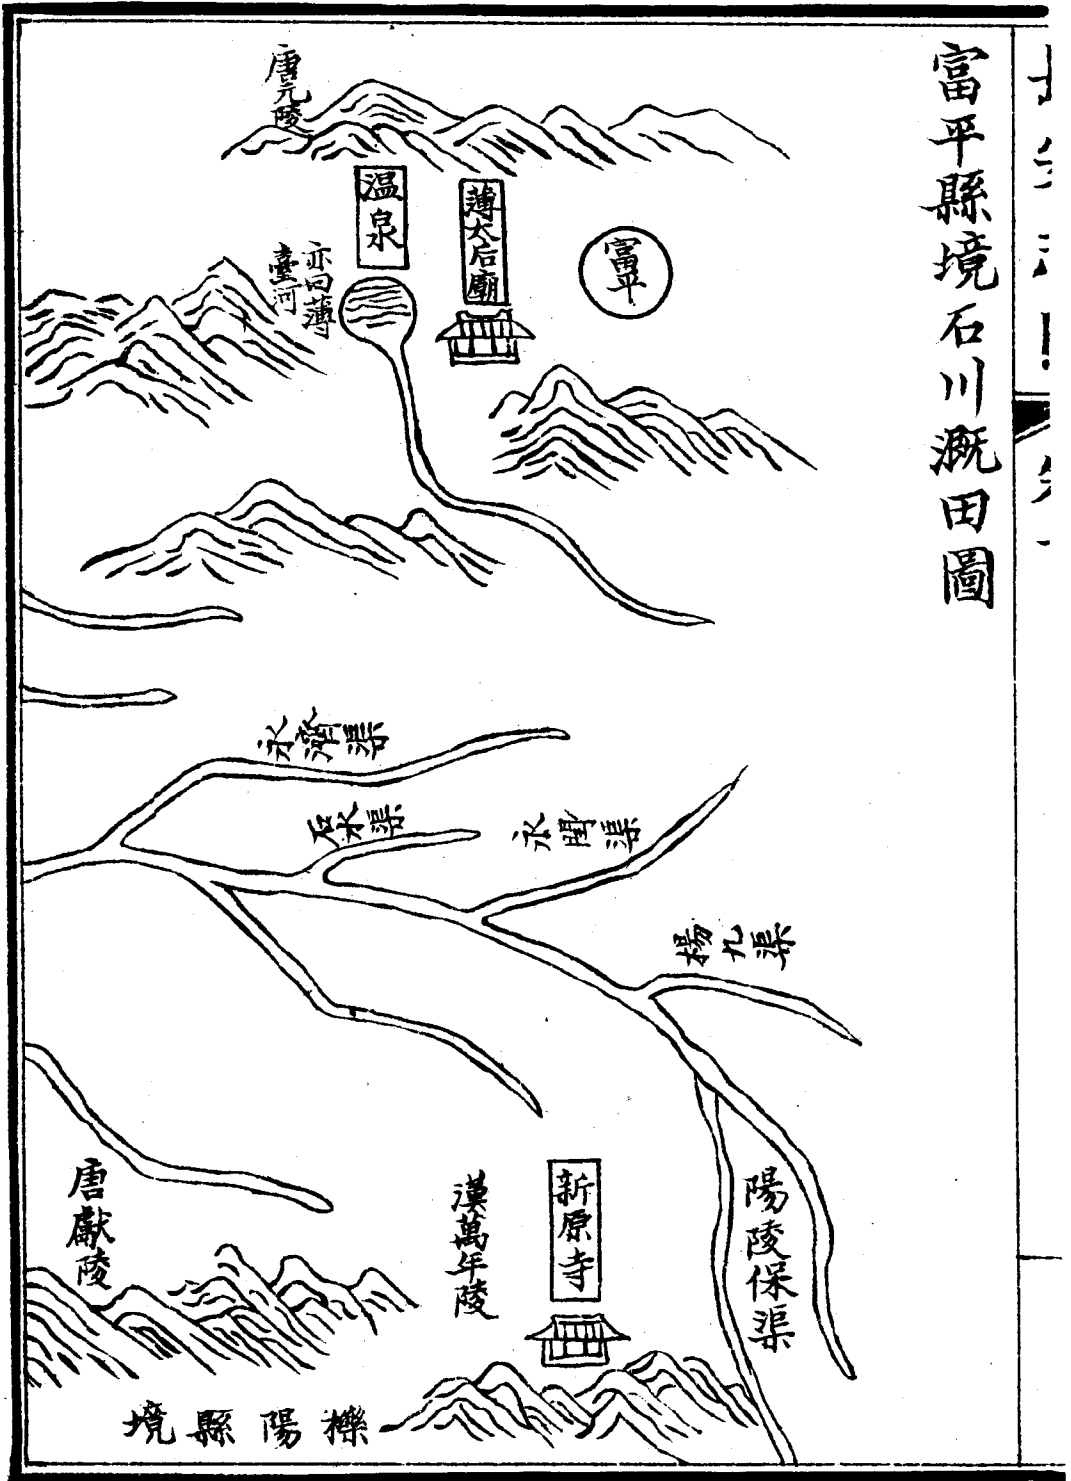 富平縣境石川溉田圖
富平
薄太后廟
溫泉
亦曰薄
臺河
唐元陵
永濟渠
石水渠
永閏渠
楊九渠
陽陵保渠
新原寺
漢萬年陵
唐獻陵
櫟陽縣境